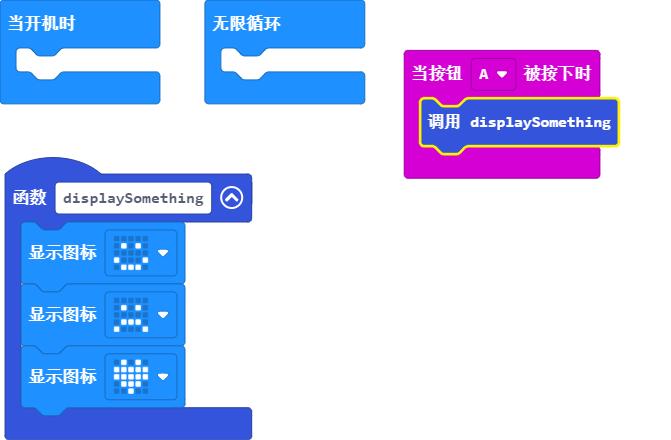 当开机时
无限循环
当按钮 A 被按下时
调用 displaySomething
函数 displaySomething
显示图标
显示图标
显示图标